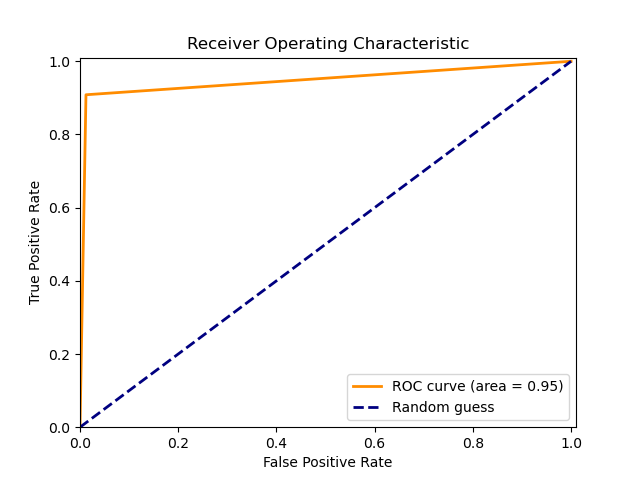 Receiver Operating Characteristic
1.0
0.8
0.6
0.4
0.2
0.0
True Positive Rate
ROC curve (area = 0.95)
Random guess
0.0 0.2 0.4 0.6 0.8 1.0
False Positive Rate